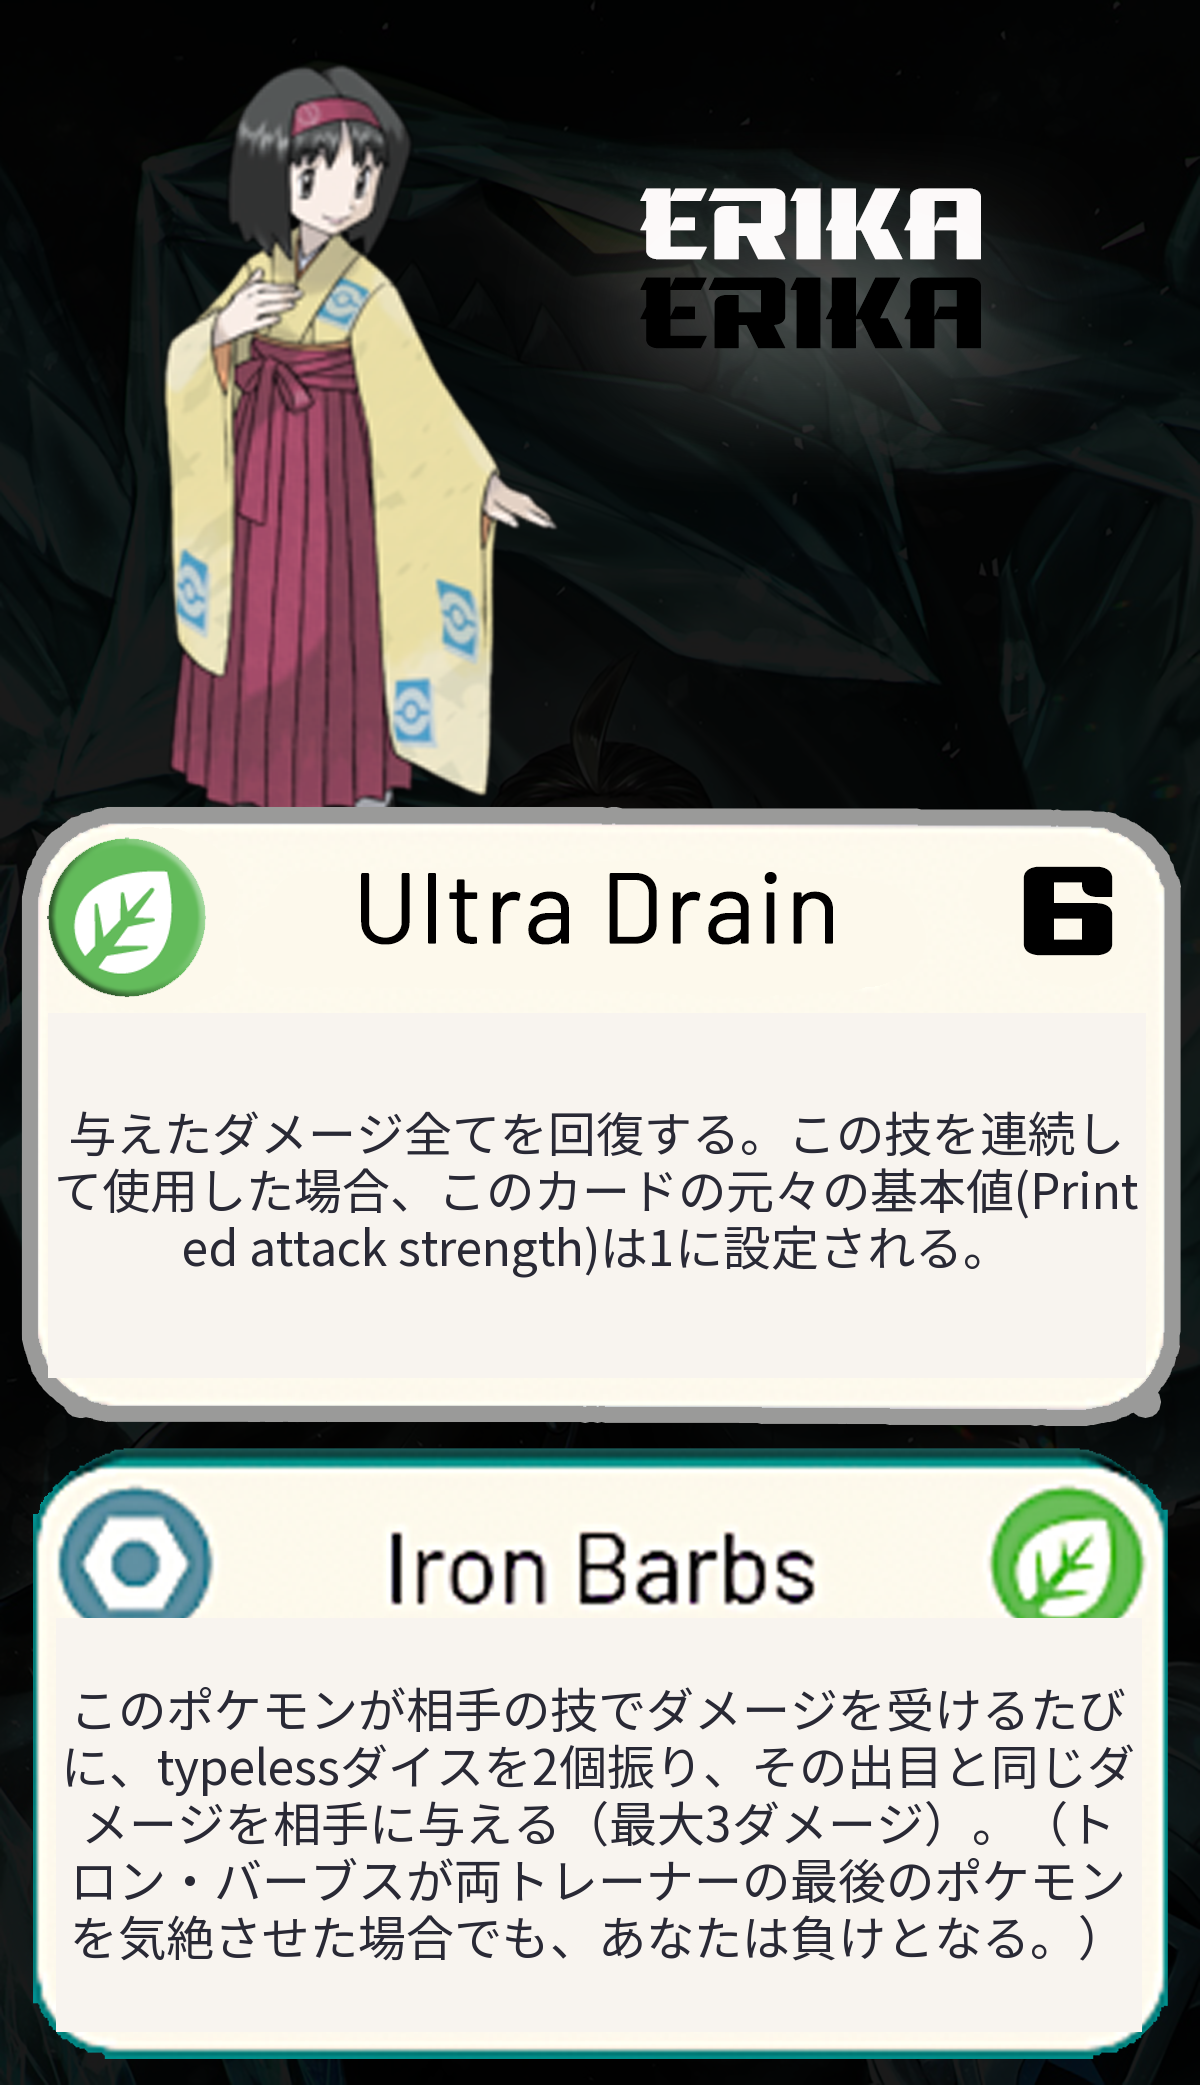 ERIKA
ERIKA
Ultra Drain
6
与えたダメージ全てを回復する。この技を連続し
て使用した場合、このカードの元々の基本値(Print
ed attack strength)は1に設定される。
Iron Barbs
このポケモンが相手の技でダメージを受けるたび
に、typelessダイスを2個振り、その出目と同じダ
メージを相手に与える（最大3ダメージ）。（ト
ロン・バーブスが両トレーナーの最後のポケモン
を気絶させた場合でも、あなたは負けとなる。）